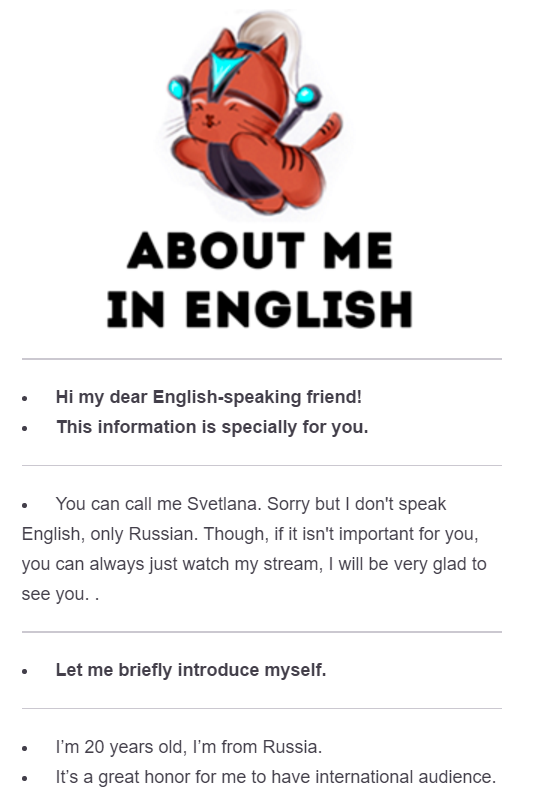 ABOUT ME
IN ENGLISH
• Hi my dear English-speaking friend!
• This information is specially for you.
• You can call me Svetlana. Sorry but I don't speak
English, only Russian. Though, if it isn't important for you,
you can always just watch my stream, I will be very glad to
see you. .
• Let me briefly introduce myself.
• I’m 20 years old, I’m from Russia.
• It’s a great honor for me to have international audience.